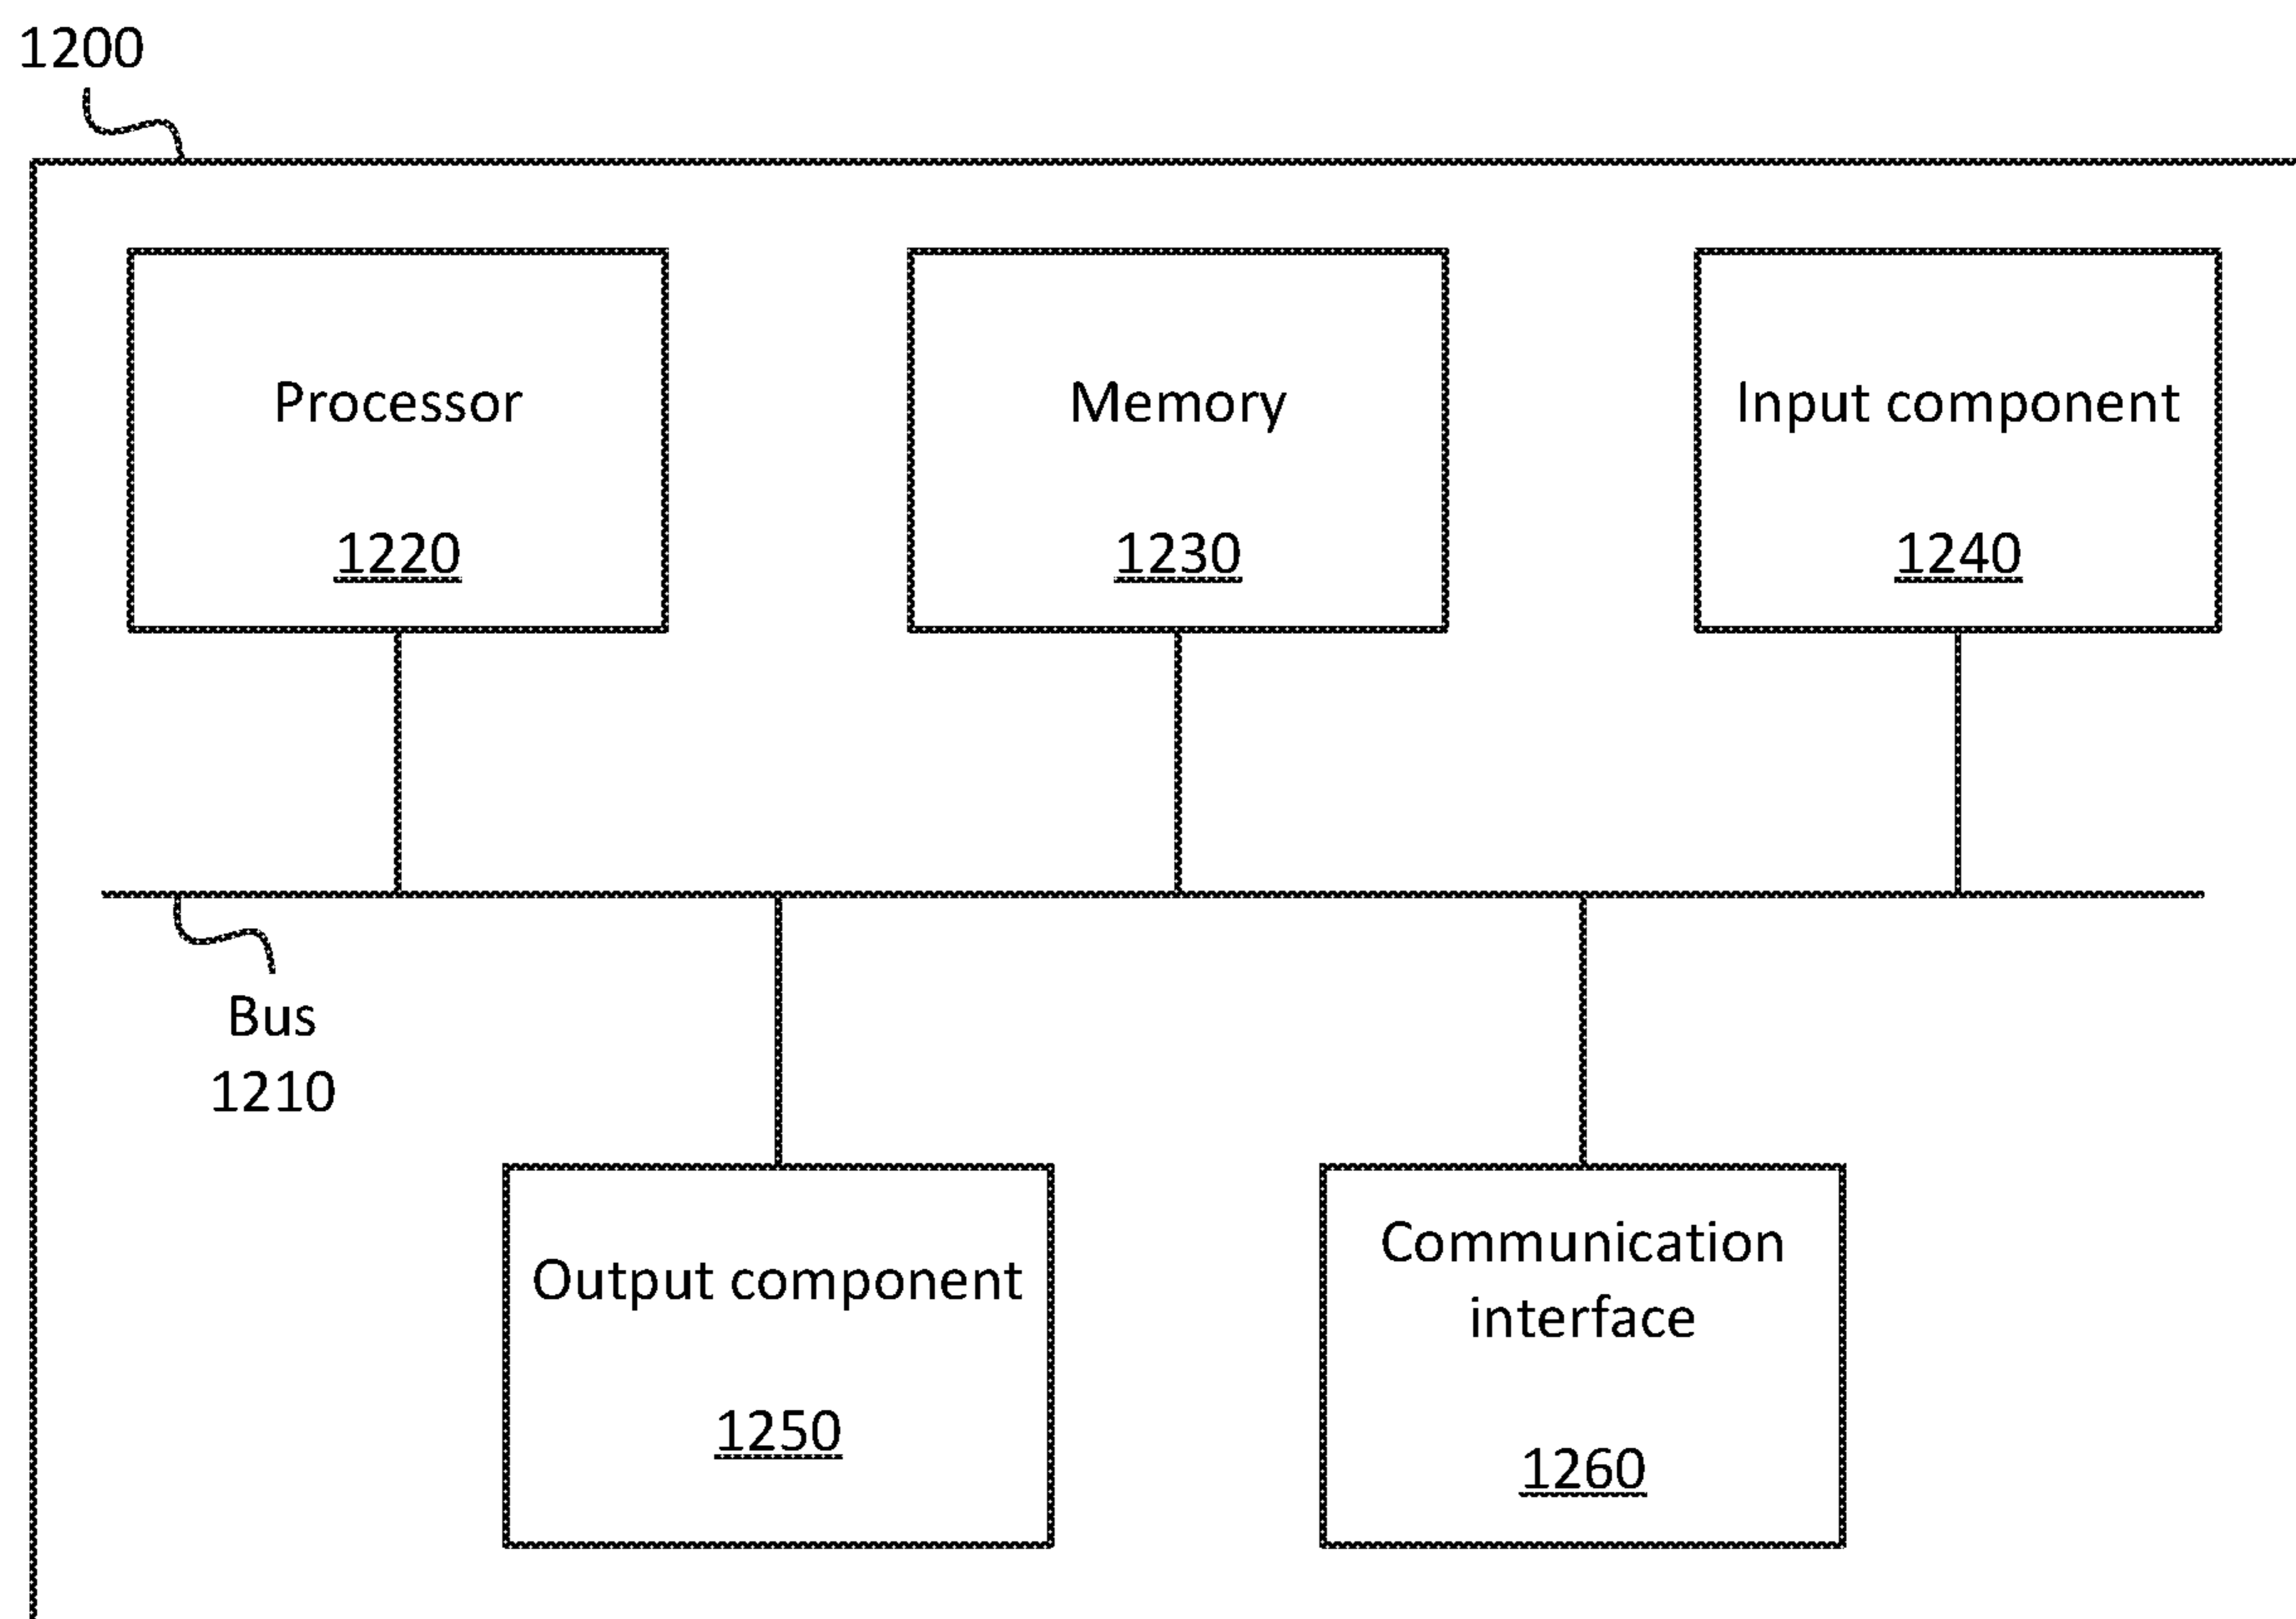 1200
Processor
1220
Memory
1230
Input component
1240
Bus
1210
Output component
1250
Communication
interface
1260